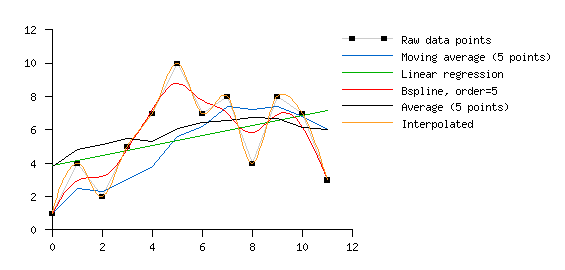 12
10
8
6
4
2
0
0 2 4 6 8 10 12
Raw data points
Moving average (5 points)
Linear regression
Bspline, order=5
Average (5 points)
Interpolated